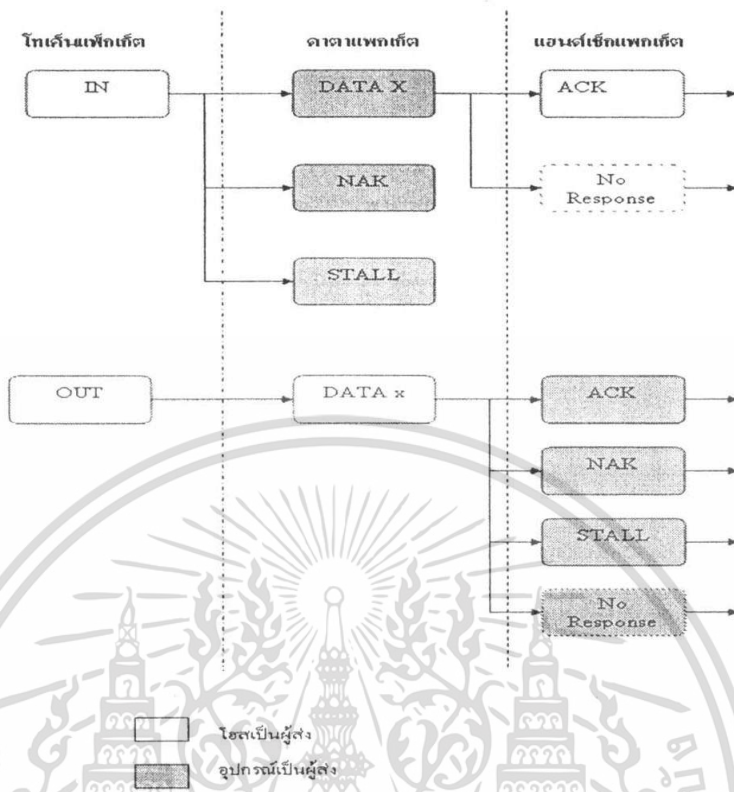 โทเค็นแพ็กเก็ต ดาตาแพกเก็ต แฮนด์เช็กแพกเก็ต
IN DATA X ACK
NAK No Response
STALL
OUT DATA x ACK
NAK
STALL
No Response
โฮสเป็นผู้ส่ง
อุปกรณ์เป็นผู้ส่ง